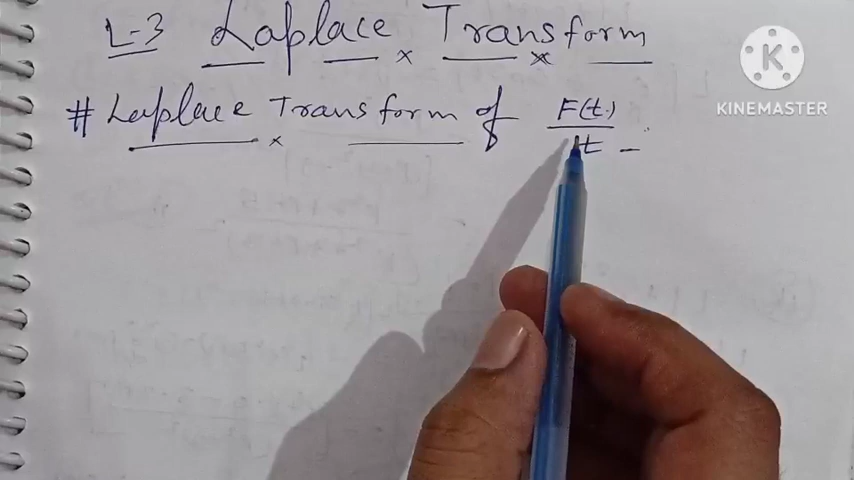 L-3 Laplace Transform
# Laplace Transform of F(t)
t -
K
KINEMASTER